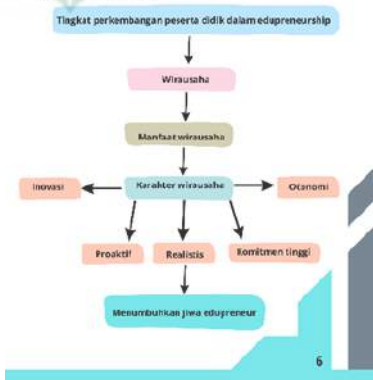 Tingkat perkembangan peserta didik dalam edupreneurship
Wirausaha
Manfaat wirausaha
Inovasi
Karakter wirausaha
Otanomi
Proaktif
Realistis
Komitmen tinggi
Menumbuhkan jiwa edupreneur
6